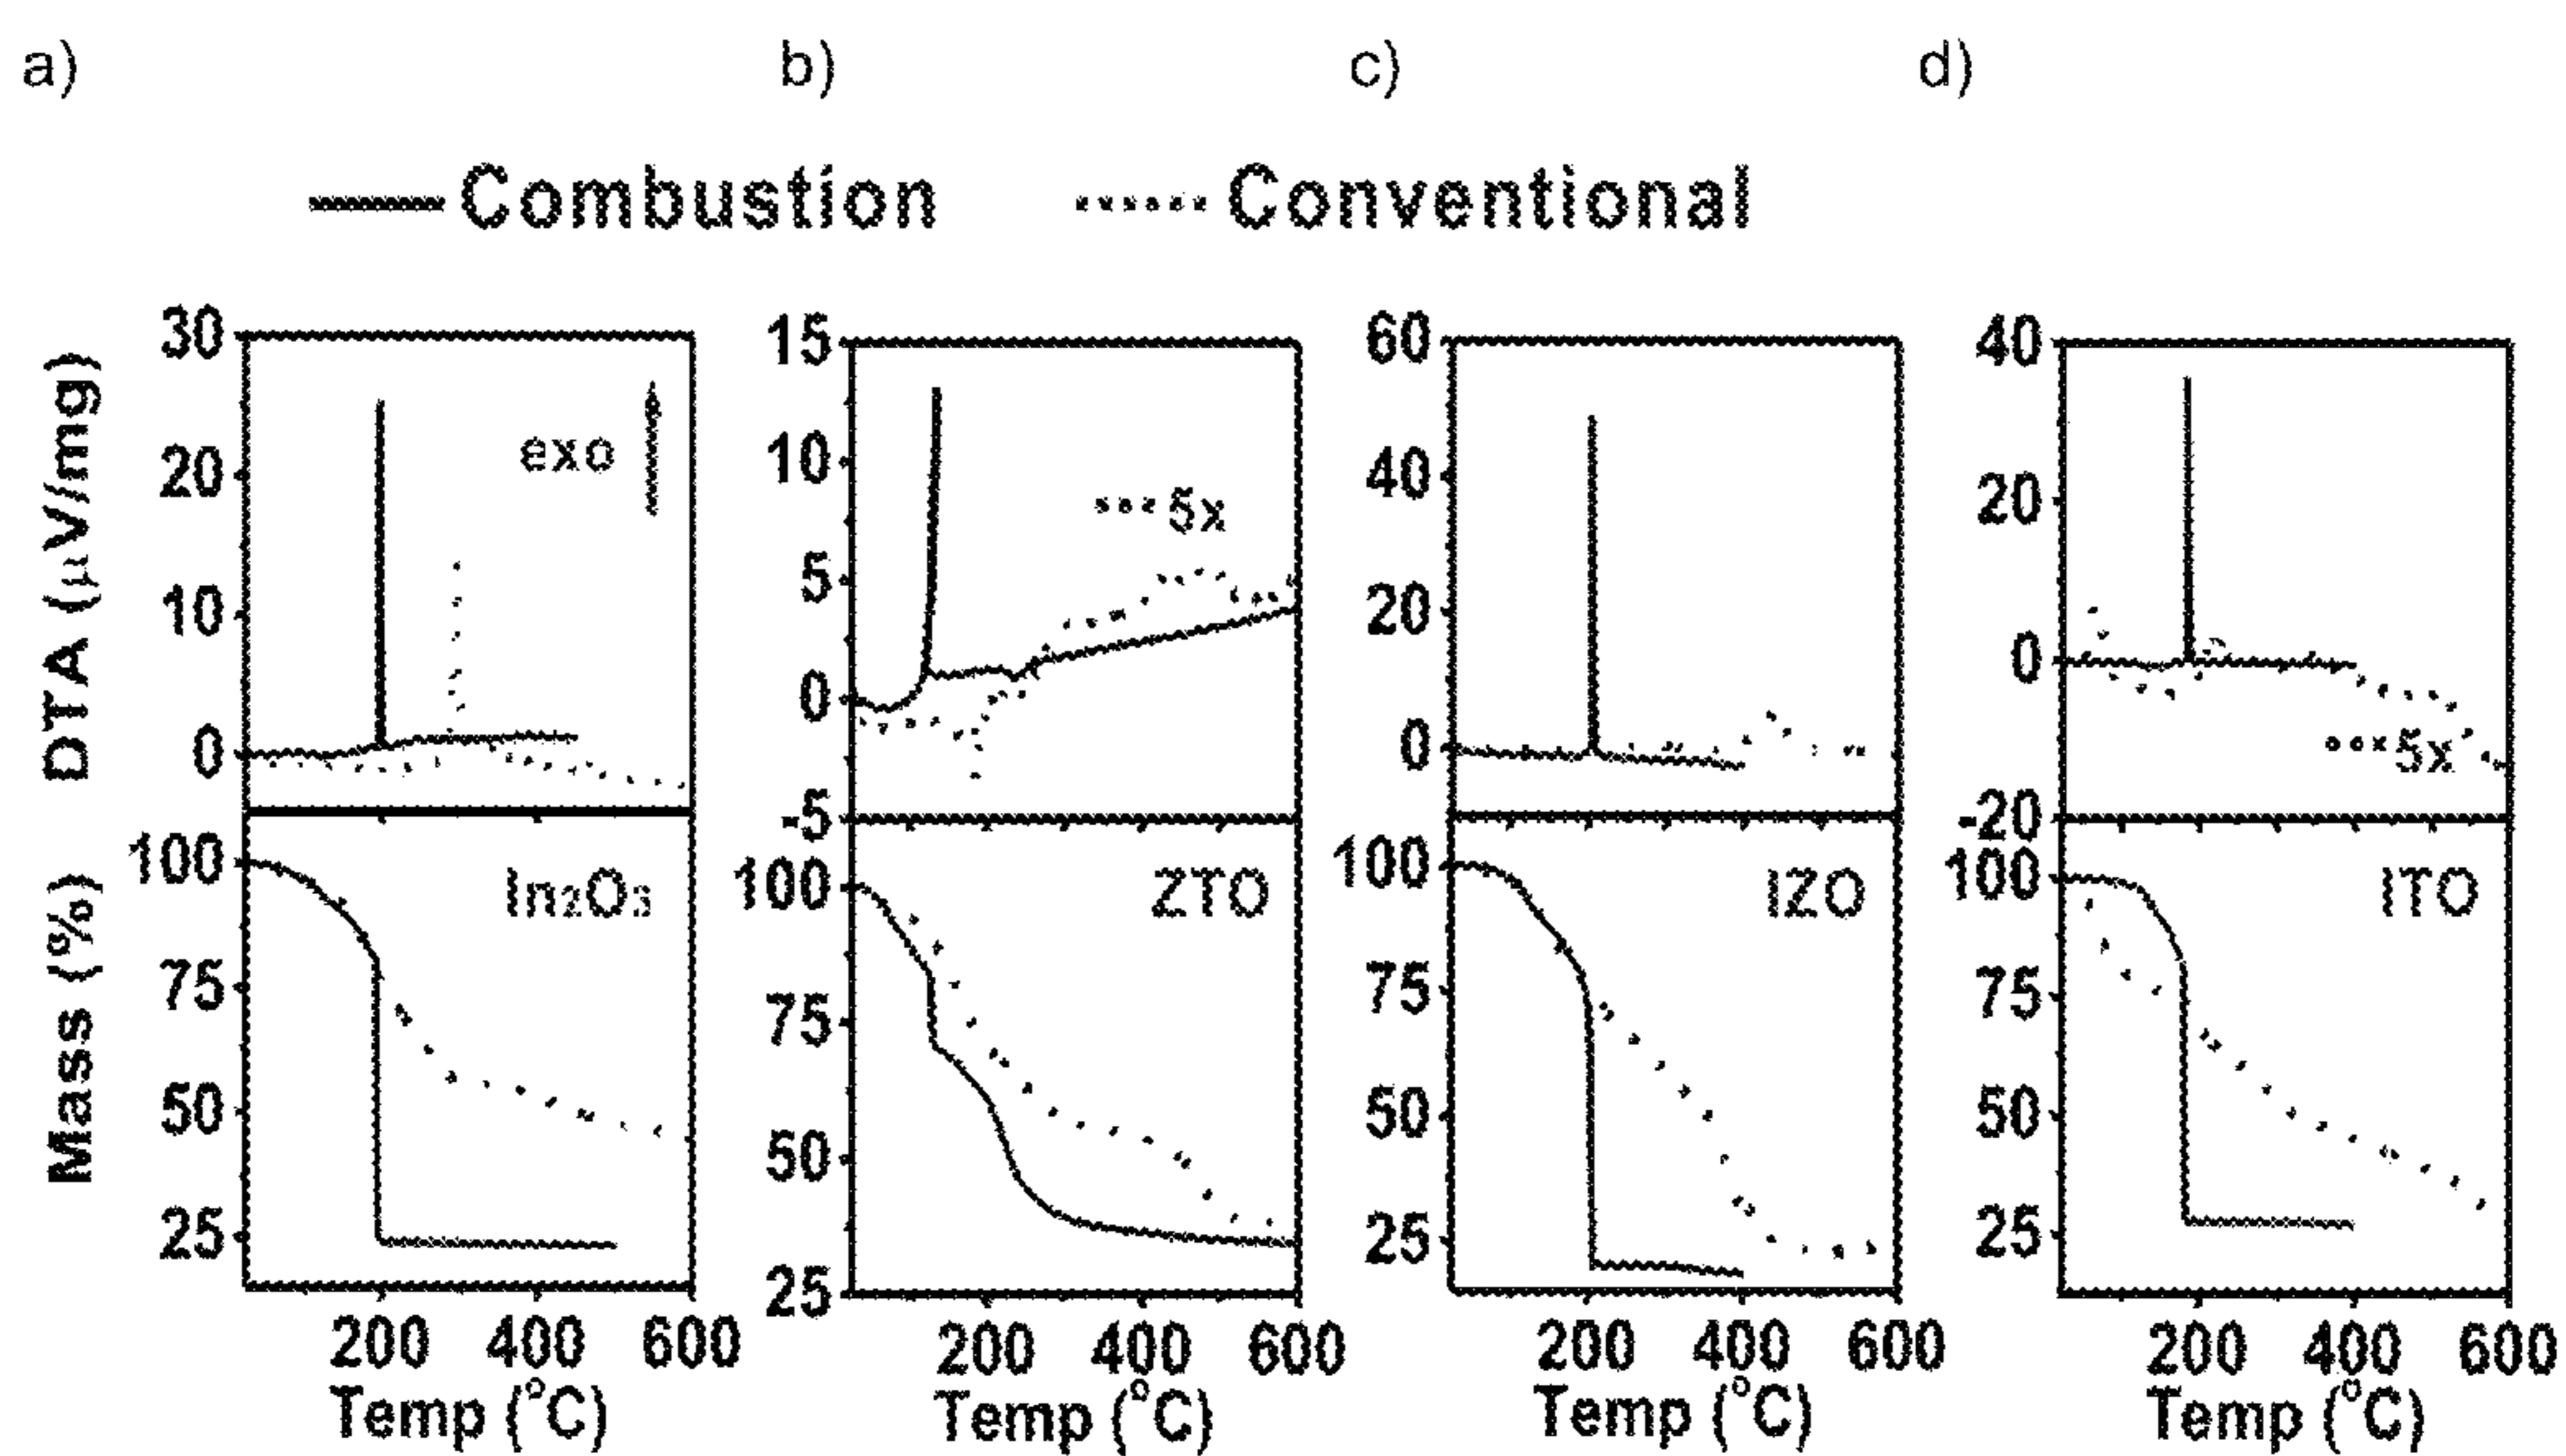 a) b) c) d)
Combustion Conventional
DTA (µV/mg)
30
20
10
0
exo
15
10
5
0
-5
5x
60
40
20
0
40
20
0
-20
5x
Mass (%)
100
75
50
25
In₂O₃
100
75
50
25
ZTO
100
75
50
25
IZO
100
75
50
25
ITO
200 400 600 200 400 600 200 400 600 200 400 600
Temp (°C) Temp (°C) Temp (°C) Temp (°C)